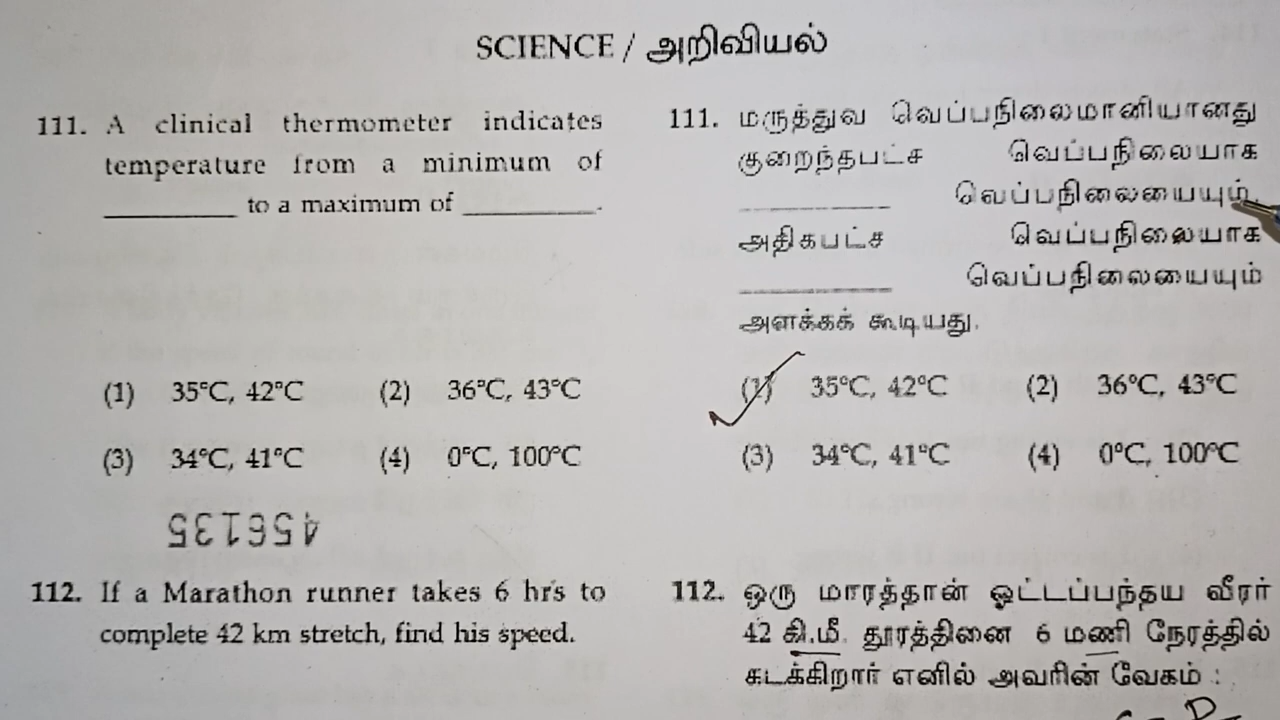 SCIENCE / அறிவியல்
111. A clinical thermometer indicates
temperature from a minimum of
__________ to a maximum of __________.
(1) 35°C, 42°C (2) 36°C, 43°C
(3) 34°C, 41°C (4) 0°C, 100°C
456135
112. If a Marathon runner takes 6 hrs to
complete 42 km stretch, find his speed.
111. மருத்துவ வெப்பநிலைமானியானது
குறைந்தபட்ச வெப்பநிலையாக
__________ வெப்பநிலையையும்
அதிகபட்ச வெப்பநிலையாக
__________ வெப்பநிலையையும்
அளக்கக் கூடியது.
(1) 35°C, 42°C (2) 36°C, 43°C
(3) 34°C, 41°C (4) 0°C, 100°C
112. ஒரு மாரத்தான் ஓட்டப்பந்தய வீரர்
42 கி.மீ. தூரத்தினை 6 மணி நேரத்தில்
கடக்கிறார் எனில் அவரின் வேகம் :